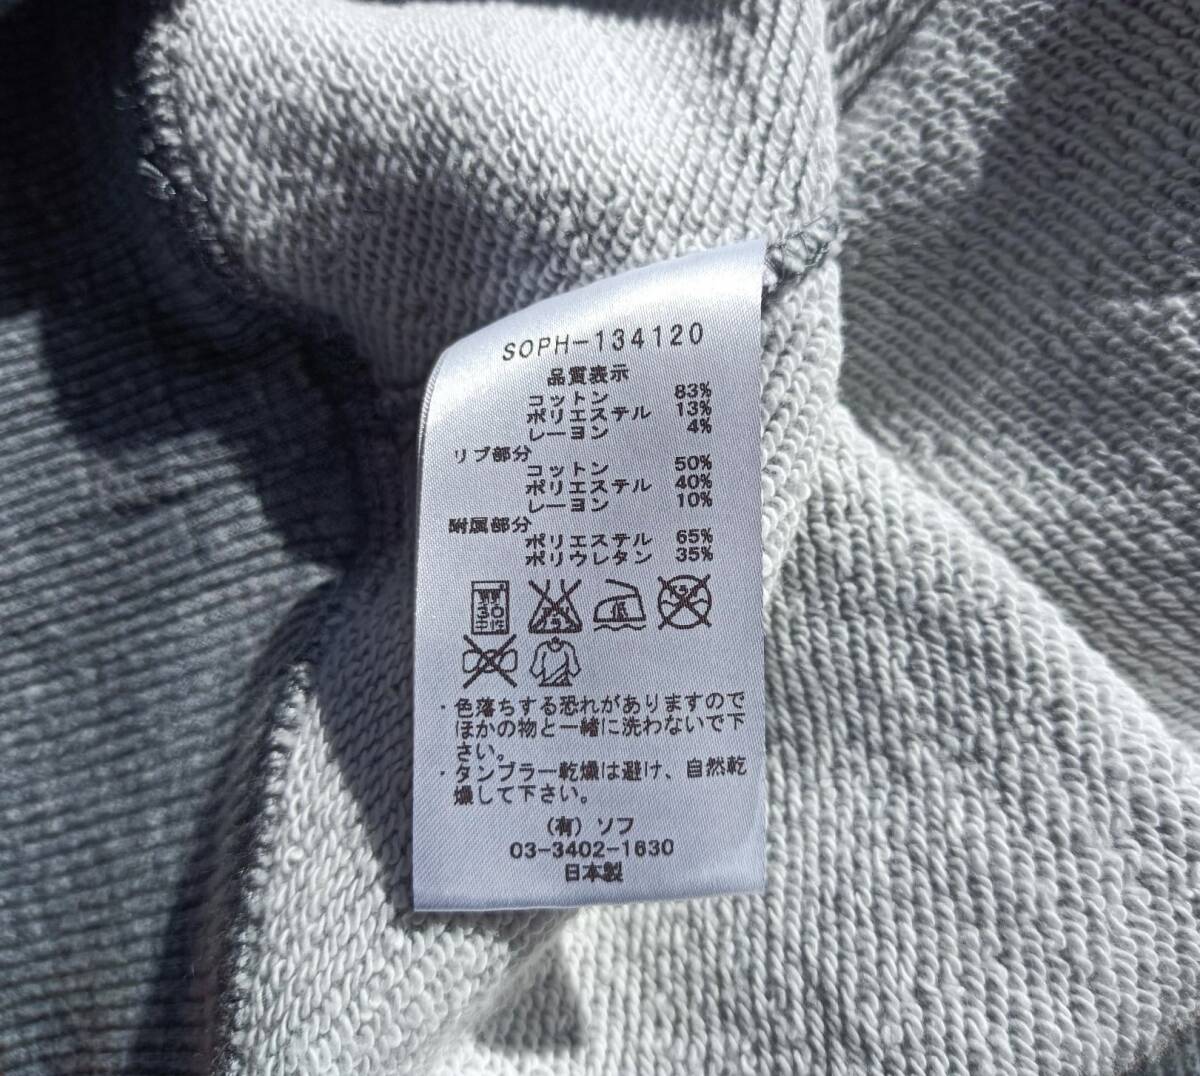 SOPH-134120
品質表示
コットン 83%
ポリエステル 13%
レーヨン 4%
リブ部分
コットン 50%
ポリエステル 40%
レーヨン 10%
附属部分
ポリエステル 65%
ポリウレタン 35%
30
中性
・色落ちする恐れがありますので
ほかの物と一緒に洗わないで下
さい。
・タンブラー乾燥は避け、自然乾
燥して下さい。
(有) ソフ
03-3402-1630
日本製